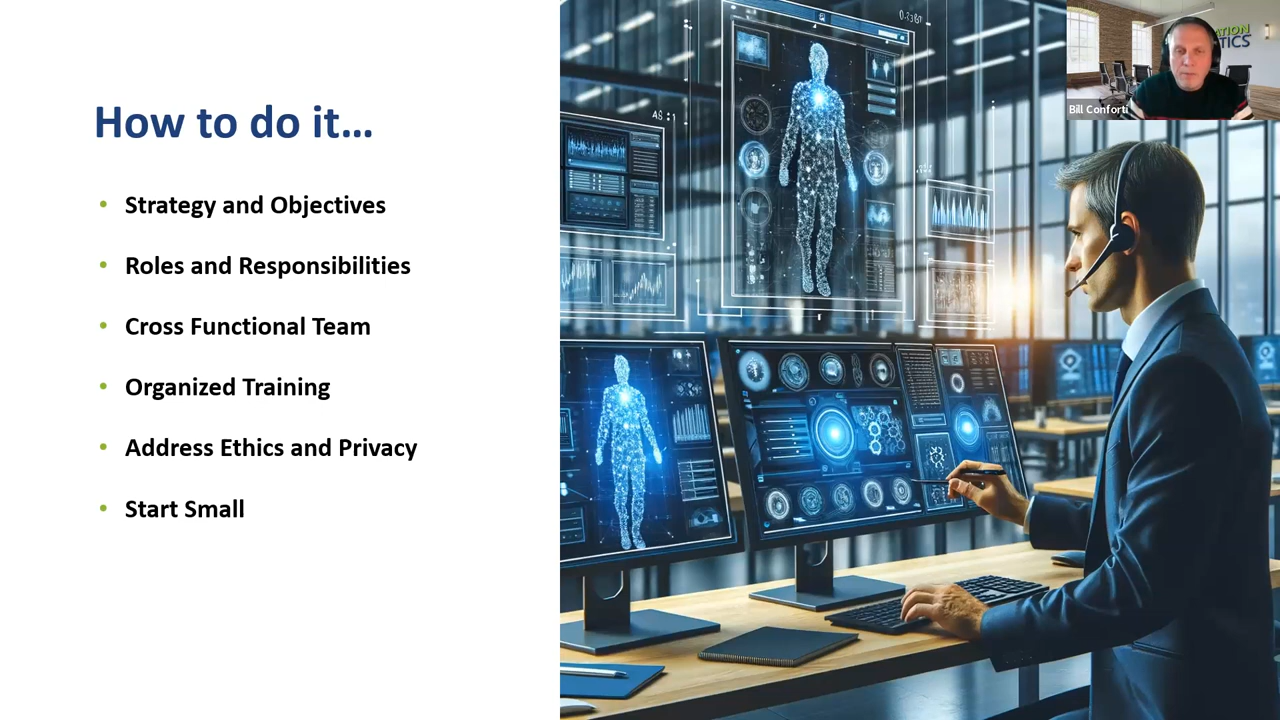 How to do it...
• Strategy and Objectives
• Roles and Responsibilities
• Cross Functional Team
• Organized Training
• Address Ethics and Privacy
• Start Small
Bill Conforti